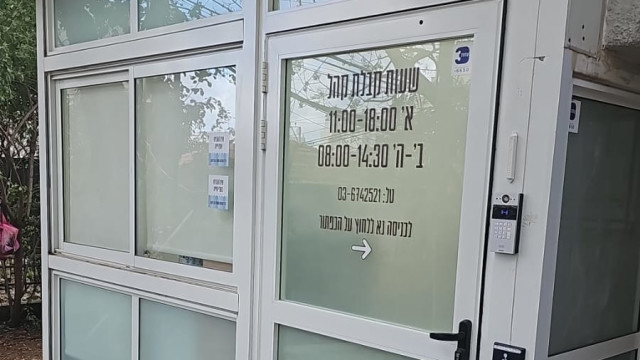 שעות קבלת קהל
א' 11:00-18:00
ב'-ה' 08:00-14:30
טל: 03-6742521
לכניסה נא ללחוץ על הכפתור